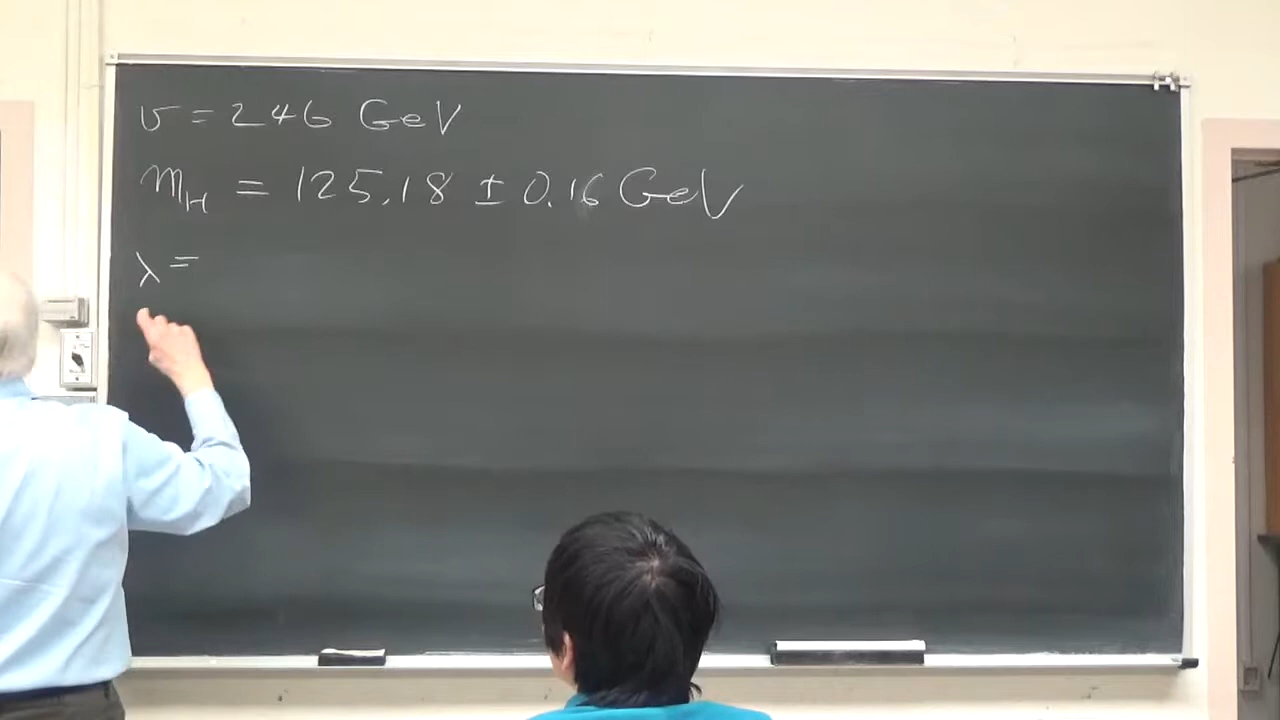 v = 246 GeV
m_H = 125.18 ± 0.16 GeV
λ =